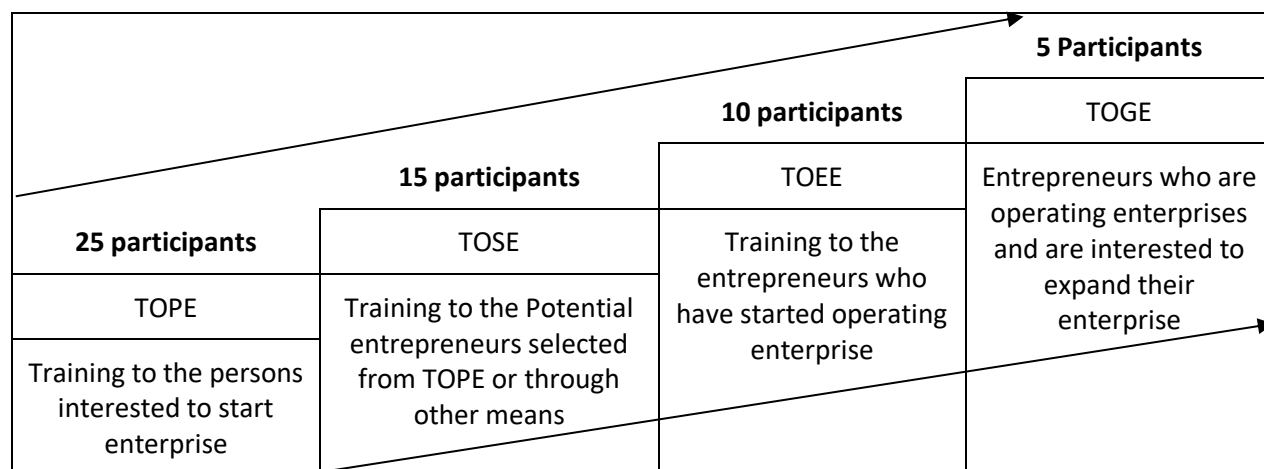 25 participants
TOPE
Training to the persons
interested to start
enterprise
15 participants
TOSE
Training to the Potential
entrepreneurs selected
from TOPE or through
other means
10 participants
TOEE
Training to the
entrepreneurs who
have started operating
enterprise
5 Participants
TOGE
Entrepreneurs who are
operating enterprises
and are interested to
expand their
enterprise